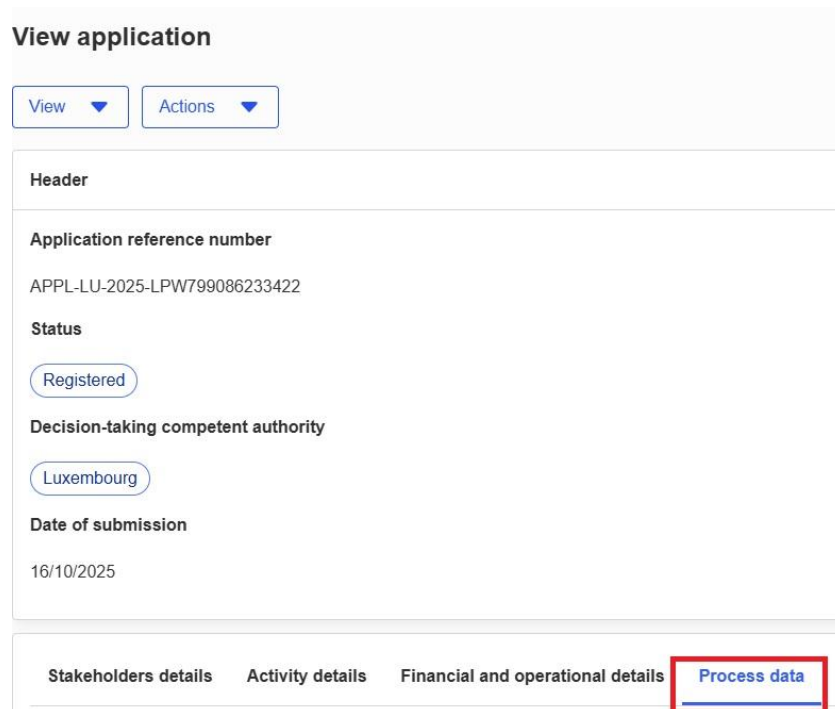 View application
View Actions
Header
Application reference number
APPL-LU-2025-LPW799086233422
Status
Registered
Decision-taking competent authority
Luxembourg
Date of submission
16/10/2025
Stakeholders details Activity details Financial and operational details Process data